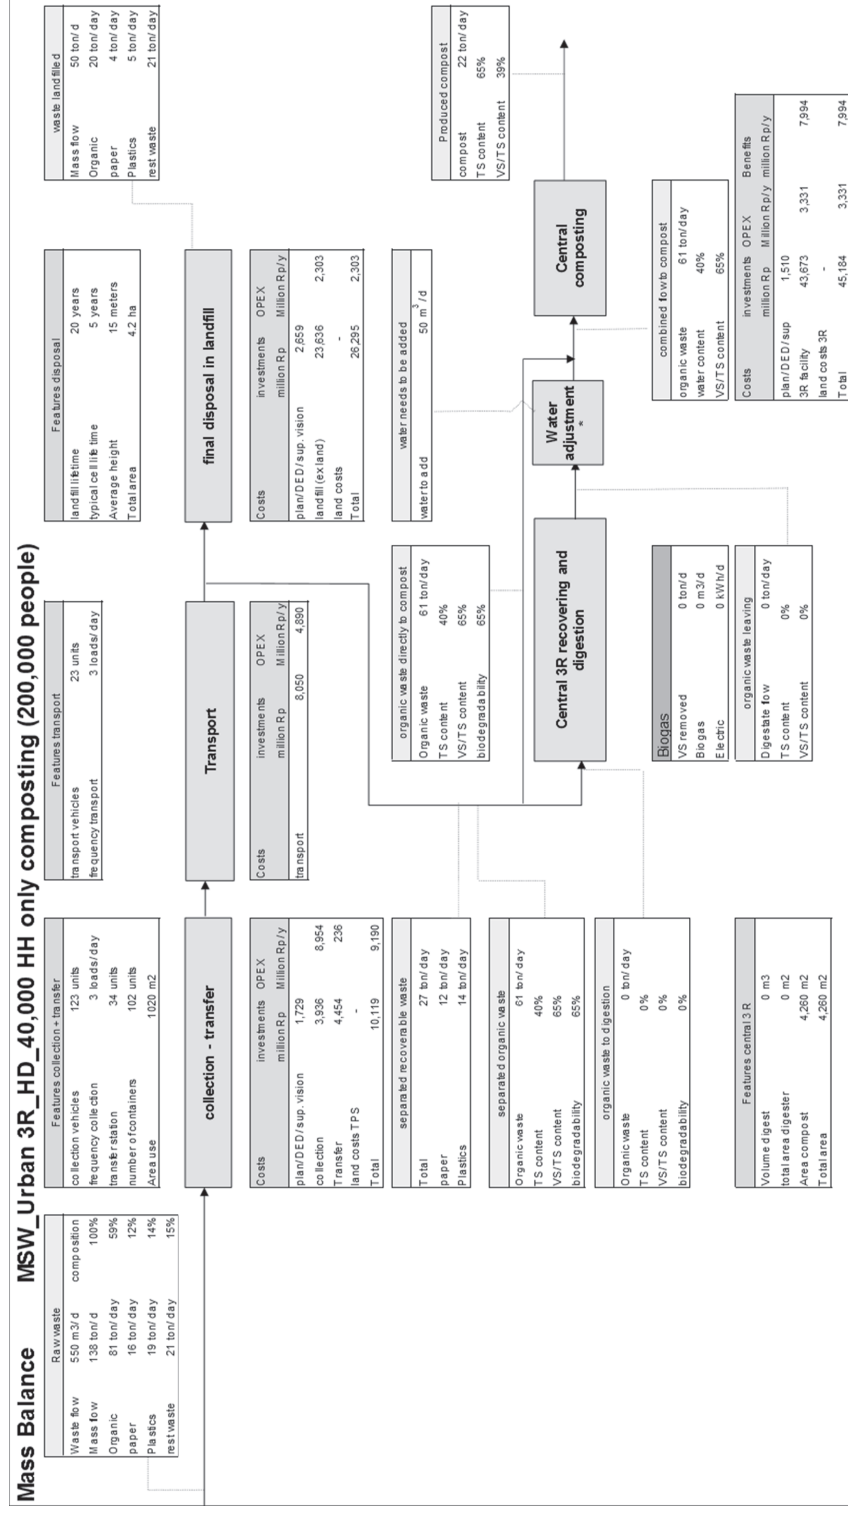 Mass Balance MSW_Urban 3R_HD_40,000 HH only composting (200,000 people)
Raw waste
Waste flow 550 m3/d composition
Mass flow 138 ton/d 100%
Organic 81 ton/day 59%
paper 16 ton/day 12%
Plastics 19 ton/day 14%
rest waste 21 ton/day 15%
Features collection + transfer
collection vehicles 123 units
frequency collection 3 loads/day
transfer station 34 units
number of containers 102 units
Area use 1020 m2
Features transport
transport vehicles 23 units
frequency transport 3 loads/day
Features disposal
landfill lifetime 20 years
typical cell life time 5 years
Average height 15 meters
Total area 4.2 ha
waste landfilled
Mass flow 50 ton/d
Organic 20 ton/day
paper 4 ton/day
Plastics 5 ton/day
rest waste 21 ton/day
collection - transfer
Transport
final disposal in landfill
Costs investments OPEX
million Rp Million Rp/y
plan/DED/sup. vision 1,729
collection 3,936 8,954
Transfer 4,454 236
land costs TPS -
Total 10,119 9,190
Costs investments OPEX
million Rp Million Rp/y
transport 8,050 4,890
Costs investments OPEX
million Rp Million Rp/y
plan/DED/sup. vision 2,659
landfill (ex land) 23,636 2,303
land costs -
Total 26,295 2,303
separated recoverable waste
Total 27 ton/day
paper 12 ton/day
Plastics 14 ton/day
organic waste directly to compost
Organic waste 61 ton/day
TS content 40%
VS/TS content 65%
biodegradability 65%
water needs to be added
water to add 50 m3/d
Produced compost
compost 22 ton/day
TS content 65%
VS/TS content 39%
separated organic waste
Organic waste 61 ton/day
TS content 40%
VS/TS content 65%
biodegradability 65%
Central 3R recovering and
digestion
Water
adjustment
*
Central
composting
organic waste to digestion
Organic waste 0 ton/day
TS content 0%
VS/TS content 0%
biodegradability 0%
Biogas
VS removed 0 ton/d
Biogas 0 m3/d
Electric 0 kWh/d
combined flow to compost
organic waste 61 ton/day
water content 40%
VS/TS content 65%
Features central 3R
Volume digest 0 m3
total area digester 0 m2
Area compost 4,260 m2
Total area 4,260 m2
organic waste leaving
Digestate flow 0 ton/day
TS content 0%
VS/TS content 0%
Costs investments OPEX Benefits
million Rp Million Rp/y million Rp/y
plan/DED/sup 1,510
3R facility 43,673 3,331 7,994
land costs 3R -
Total 45,184 3,331 7,994